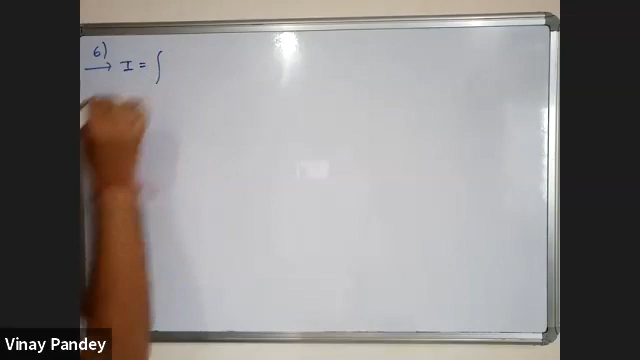 6)
→ I = ∫
Vinay Pandey